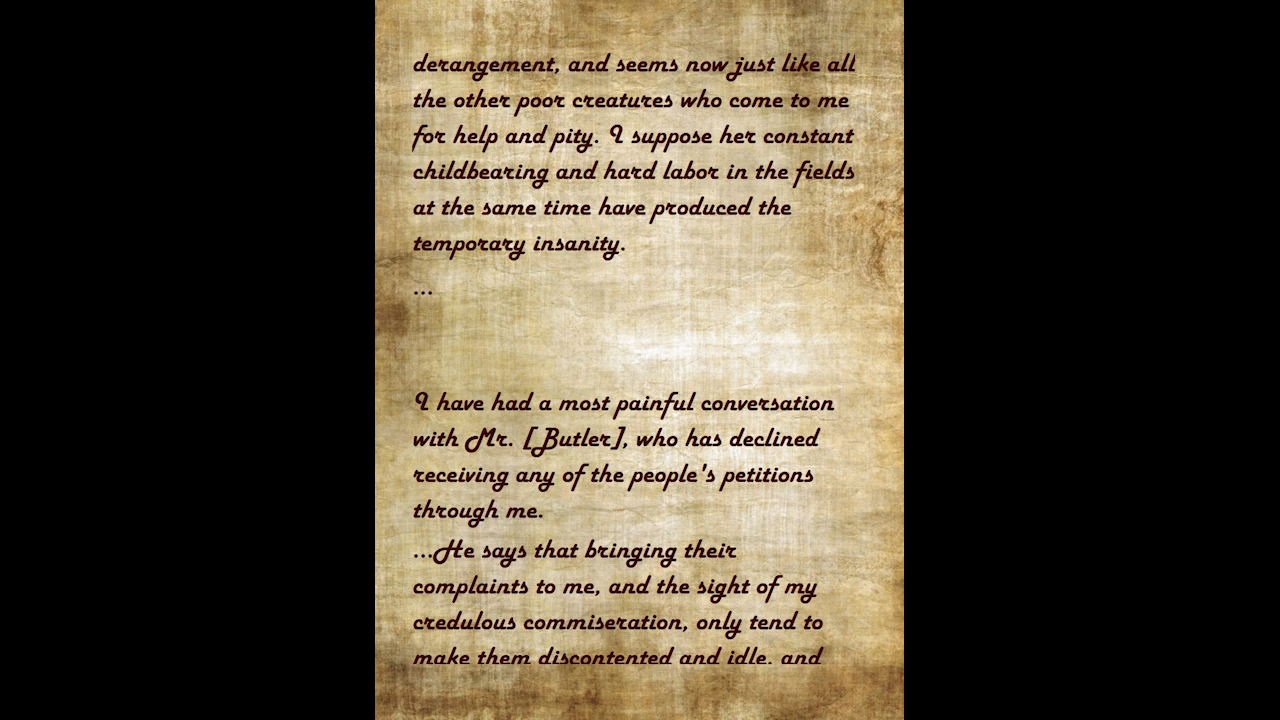 derangement, and seems now just like all
the other poor creatures who come to me
for help and pity. I suppose her constant
childbearing and hard labor in the fields
at the same time have produced the
temporary insanity.
...
I have had a most painful conversation
with Mr. [Butler], who has declined
receiving any of the people's petitions
through me.
...He says that bringing their
complaints to me, and the sight of my
credulous commiseration, only tend to
make them discontented and idle, and